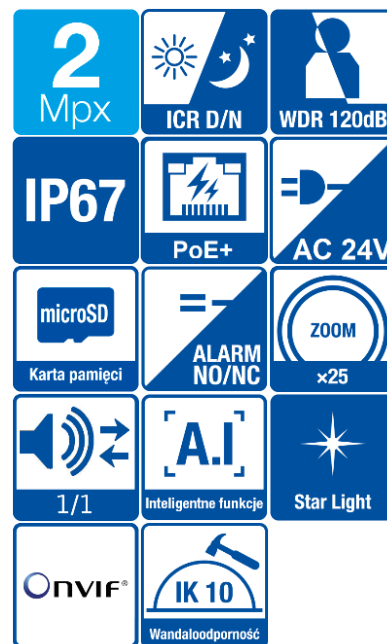 2
Mpx
ICR D/N
WDR 120dB
IP67
PoE+
AC 24V
microSD
Karta pamięci
ALARM
NO/NC
ZOOM
×25
1/1
A.I
Inteligentne funkcje
Star Light
ONVIF®
IK 10
Wandaloodporność